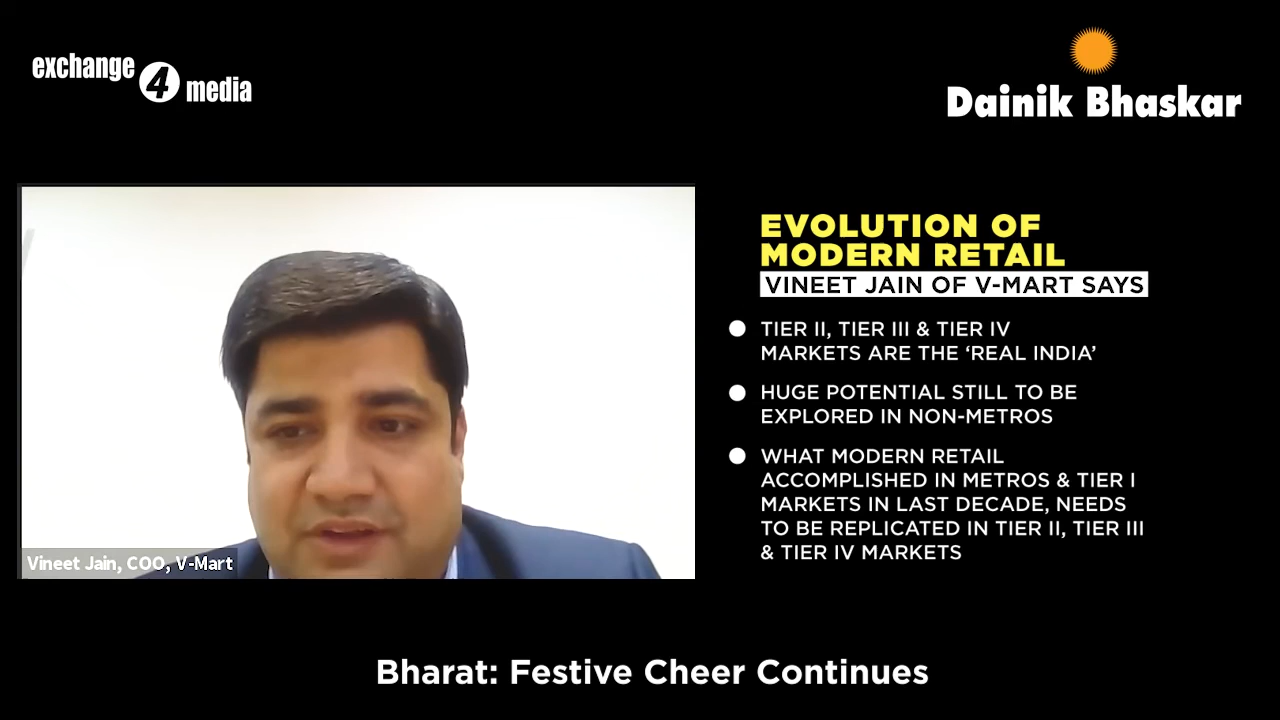 exchange
4
media
Dainik Bhaskar
EVOLUTION OF
MODERN RETAIL
VINEET JAIN OF V-MART SAYS
TIER II, TIER III & TIER IV
MARKETS ARE THE ‘REAL INDIA’
HUGE POTENTIAL STILL TO BE
EXPLORED IN NON-METROS
WHAT MODERN RETAIL
ACCOMPLISHED IN METROS & TIER I
MARKETS IN LAST DECADE, NEEDS
TO BE REPLICATED IN TIER II, TIER III
& TIER IV MARKETS
Vineet Jain, COO, V-Mart
Bharat: Festive Cheer Continues